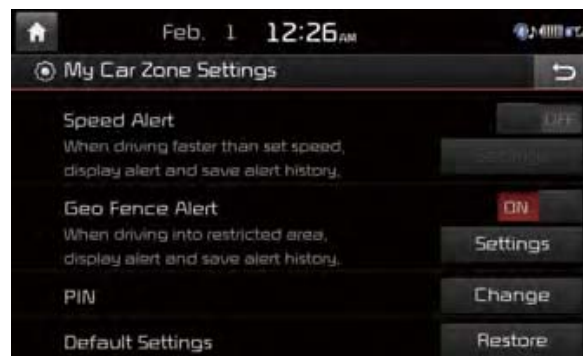 Feb. 1 12:26 AM
My Car Zone Settings
Speed Alert
OFF
When driving faster than set speed,
display alert and save alert history.
Settings
Geo Fence Alert
ON
When driving into restricted area,
display alert and save alert history.
Settings
PIN
Change
Default Settings
Restore